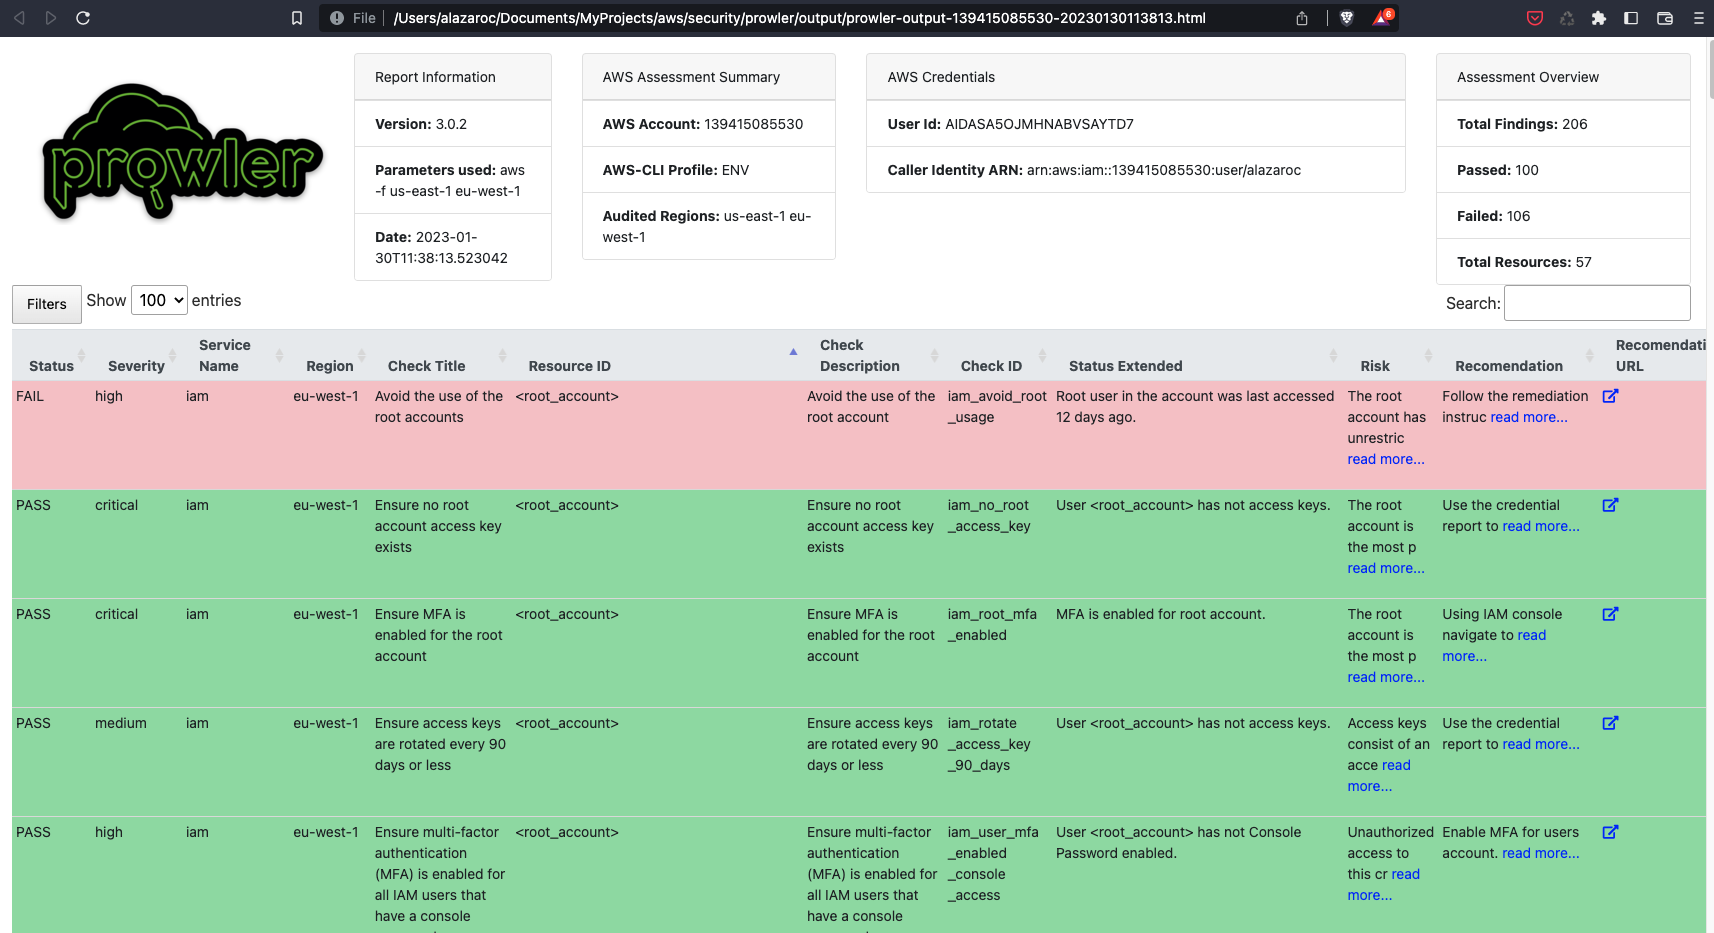 File /Users/alazaroc/Documents/MyProjects/aws/security/prowler/output/prowler-output-139415085530-20230130113813.html
6
prowler
Report Information
Version: 3.0.2
Parameters used: aws
-f us-east-1 eu-west-1
Date: 2023-01-
30T11:38:13.523042
AWS Assessment Summary
AWS Account: 139415085530
AWS-CLI Profile: ENV
Audited Regions: us-east-1 eu-
west-1
AWS Credentials
User Id: AIDASA5OJMHNABVSAYTD7
Caller Identity ARN: arn:aws:iam::139415085530:user/alazaroc
Assessment Overview
Total Findings: 206
Passed: 100
Failed: 106
Total Resources: 57
Filters Show 100 entries
Search:
Status
Severity
Service
Name
Region
Check Title
Resource ID
Check
Description
Check ID
Status Extended
Risk
Recomendation
Recomendati
URL
FAIL
high
iam
eu-west-1
Avoid the use of the
root accounts
<root_account>
Avoid the use of the
root account
iam_avoid_root
_usage
Root user in the account was last accessed
12 days ago.
The root
account has
unrestric
read more...
Follow the remediation
instruc read more...
PASS
critical
iam
eu-west-1
Ensure no root
account access key
exists
<root_account>
Ensure no root
account access key
exists
iam_no_root
_access_key
User <root_account> has not access keys.
The root
account is
the most p
read more...
Use the credential
report to read more...
PASS
critical
iam
eu-west-1
Ensure MFA is
enabled for the root
account
<root_account>
Ensure MFA is
enabled for the root
account
iam_root_mfa
_enabled
MFA is enabled for root account.
The root
account is
the most p
read more...
Using IAM console
navigate to read
more...
PASS
medium
iam
eu-west-1
Ensure access keys
are rotated every 90
days or less
<root_account>
Ensure access keys
are rotated every 90
days or less
iam_rotate
_access_key
_90_days
User <root_account> has not access keys.
Access keys
consist of an
acce read
more...
Use the credential
report to read more...
PASS
high
iam
eu-west-1
Ensure multi-factor
authentication
(MFA) is enabled for
all IAM users that
have a console
<root_account>
Ensure multi-factor
authentication
(MFA) is enabled for
all IAM users that
have a console
iam_user_mfa
_enabled
_console
_access
User <root_account> has not Console
Password enabled.
Unauthorized
access to
this cr read
more...
Enable MFA for users
account. read more...